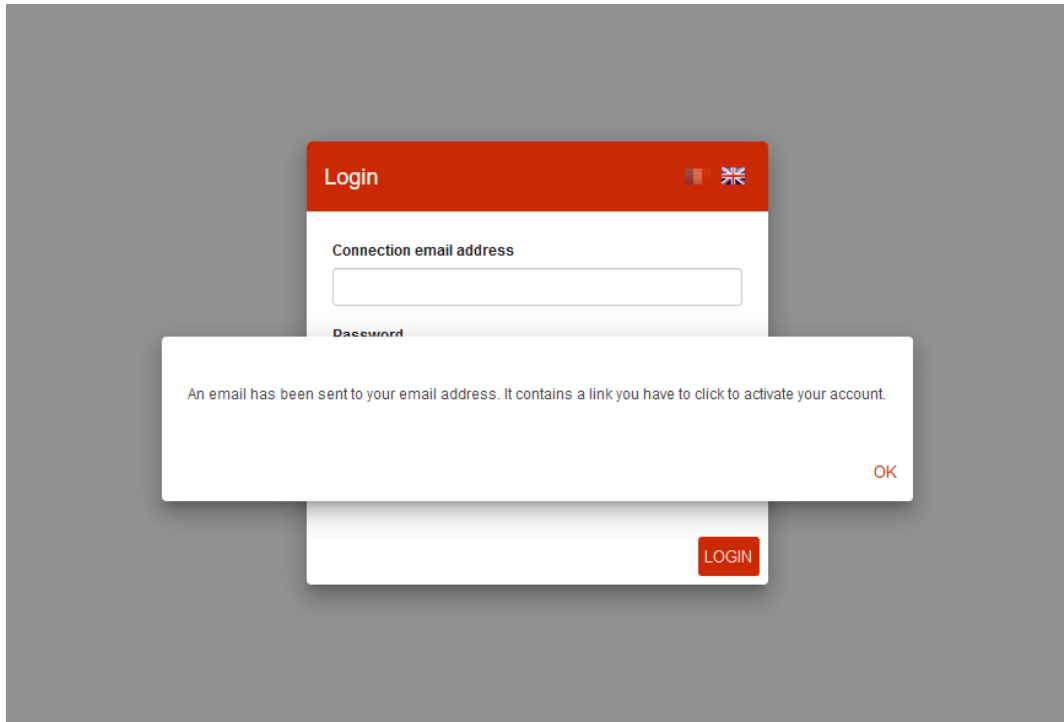 Login
Connection email address
Password
An email has been sent to your email address. It contains a link you have to click to activate your account.
OK
LOGIN